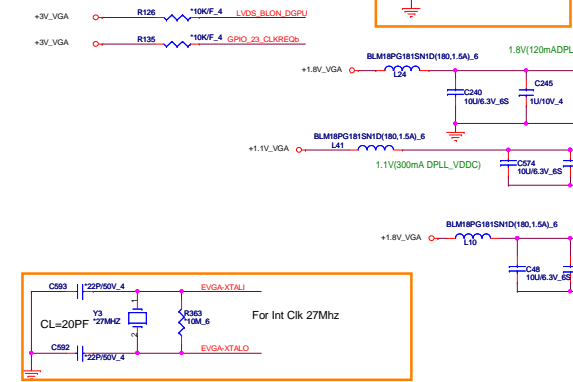 +3V_VGA R126 *10K/F_4 LVDS_BLON_DGPU
+3V_VGA R135 *10K/F_4 GPIO_23_CLKREQb
1.8V(120mADPL
BLM18PG181SN1D(180,1.5A)_6
+1.8V_VGA L24
C240 10U/6.3V_6S
C245 1U/10V_4
BLM18PG181SN1D(180,1.5A)_6
+1.1V_VGA L41
1.1V(300mA DPLL_VDDC)
C574 10U/6.3V_6S
BLM18PG181SN1D(180,1.5A)_6
+1.8V_VGA L10
C48 10U/6.3V_6S
C593 *22P/50V_4 EVGA-XTALI
CL=20PF
Y3 *27MHZ
1
2
R363 *10M_6
For Int Clk 27Mhz
C592 *22P/50V_4 EVGA-XTALO